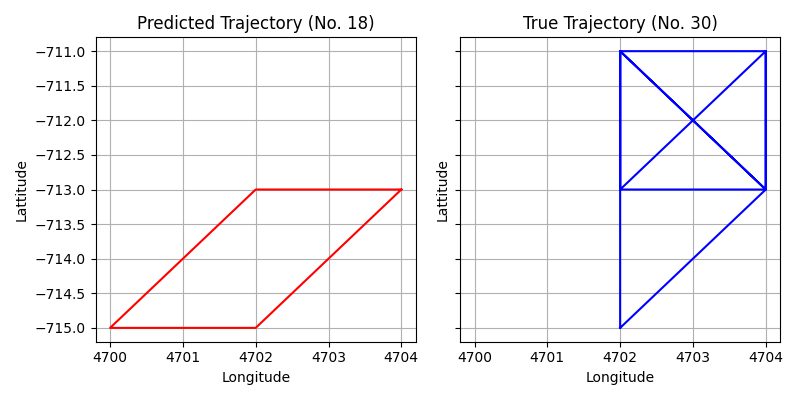 Predicted Trajectory (No. 18)
True Trajectory (No. 30)
−711.0
−711.5
−712.0
−712.5
−713.0
−713.5
−714.0
−714.5
−715.0
Lattitude
Lattitude
4700 4701 4702 4703 4704
4700 4701 4702 4703 4704
Longitude
Longitude